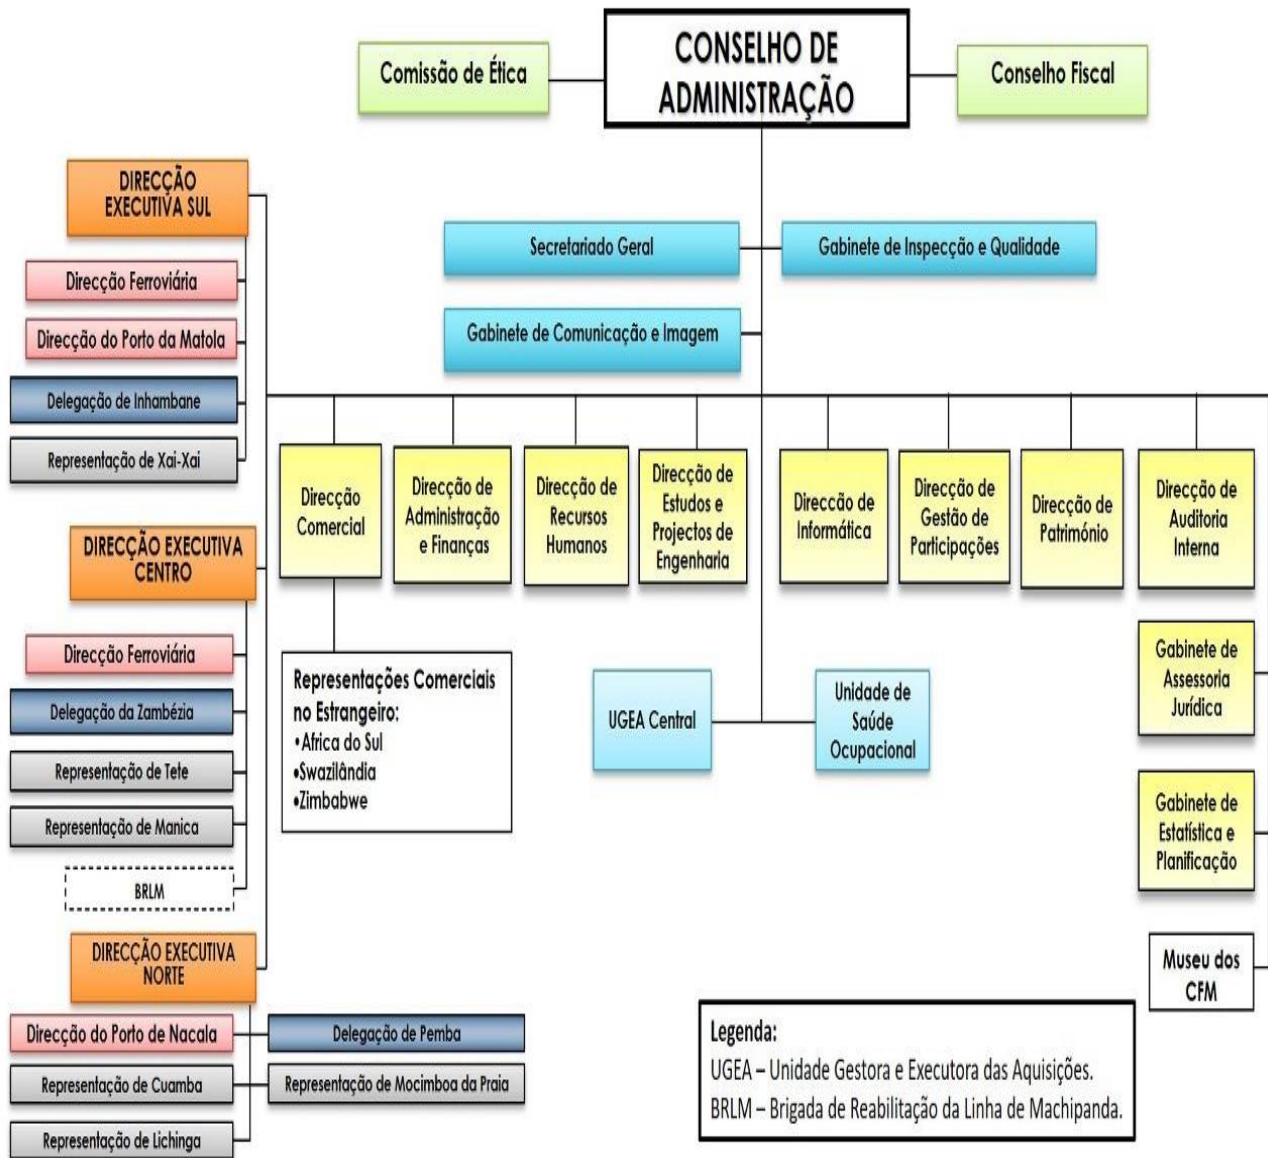 Comissão de Ética
CONSELHO DE
ADMINISTRAÇÃO
Conselho Fiscal
DIRECÇÃO
EXECUTIVA SUL
Direcção Ferroviária
Direcção do Porto da Matola
Delegação de Inhambane
Representação de Xai-Xai
Secretariado Geral
Gabinete de Inspecção e Qualidade
Gabinete de Comunicação e Imagem
Direcção
Comercial
Direcção de
Administração
e Finanças
Direcção de
Recursos
Humanos
Direcção de
Estudos e
Projectos de
Engenharia
Direccão de
Informática
Direcção de
Gestão de
Participações
Direcção de
Património
Direcção de
Auditoria
Interna
DIRECÇÃO EXECUTIVA
CENTRO
Direcção Ferroviária
Delegação da Zambézia
Representação de Tete
Representação de Manica
BRLM
Representações Comerciais
no Estrangeiro:
•Africa do Sul
•Swazilândia
•Zimbabwe
UGEA Central
Unidade de
Saúde
Ocupacional
Gabinete de
Assessoria
Jurídica
Gabinete de
Estatística e
Planificação
Museu dos
CFM
DIRECÇÃO EXECUTIVA
NORTE
Direcção do Porto de Nacala
Delegação de Pemba
Representação de Cuamba
Representação de Mocimboa da Praia
Representação de Lichinga
Legenda:
UGEA – Unidade Gestora e Executora das Aquisições.
BRLM – Brigada de Reabilitação da Linha de Machipanda.